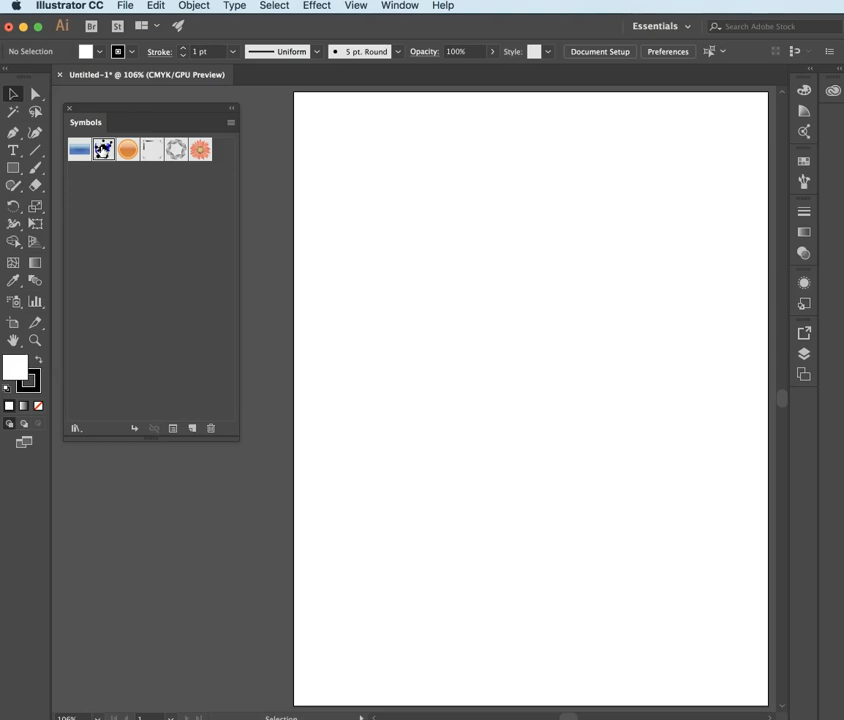 Illustrator CC File Edit Object Type Select Effect View Window Help
Ai Br St Essentials Search Adobe Stock
No Selection Stroke: 1 pt Uniform 5 pt. Round Opacity: 100% Style: Document Setup Preferences
Untitled-1* @ 106% (CMYK/GPU Preview)
Symbols
T
106% 1 Selection